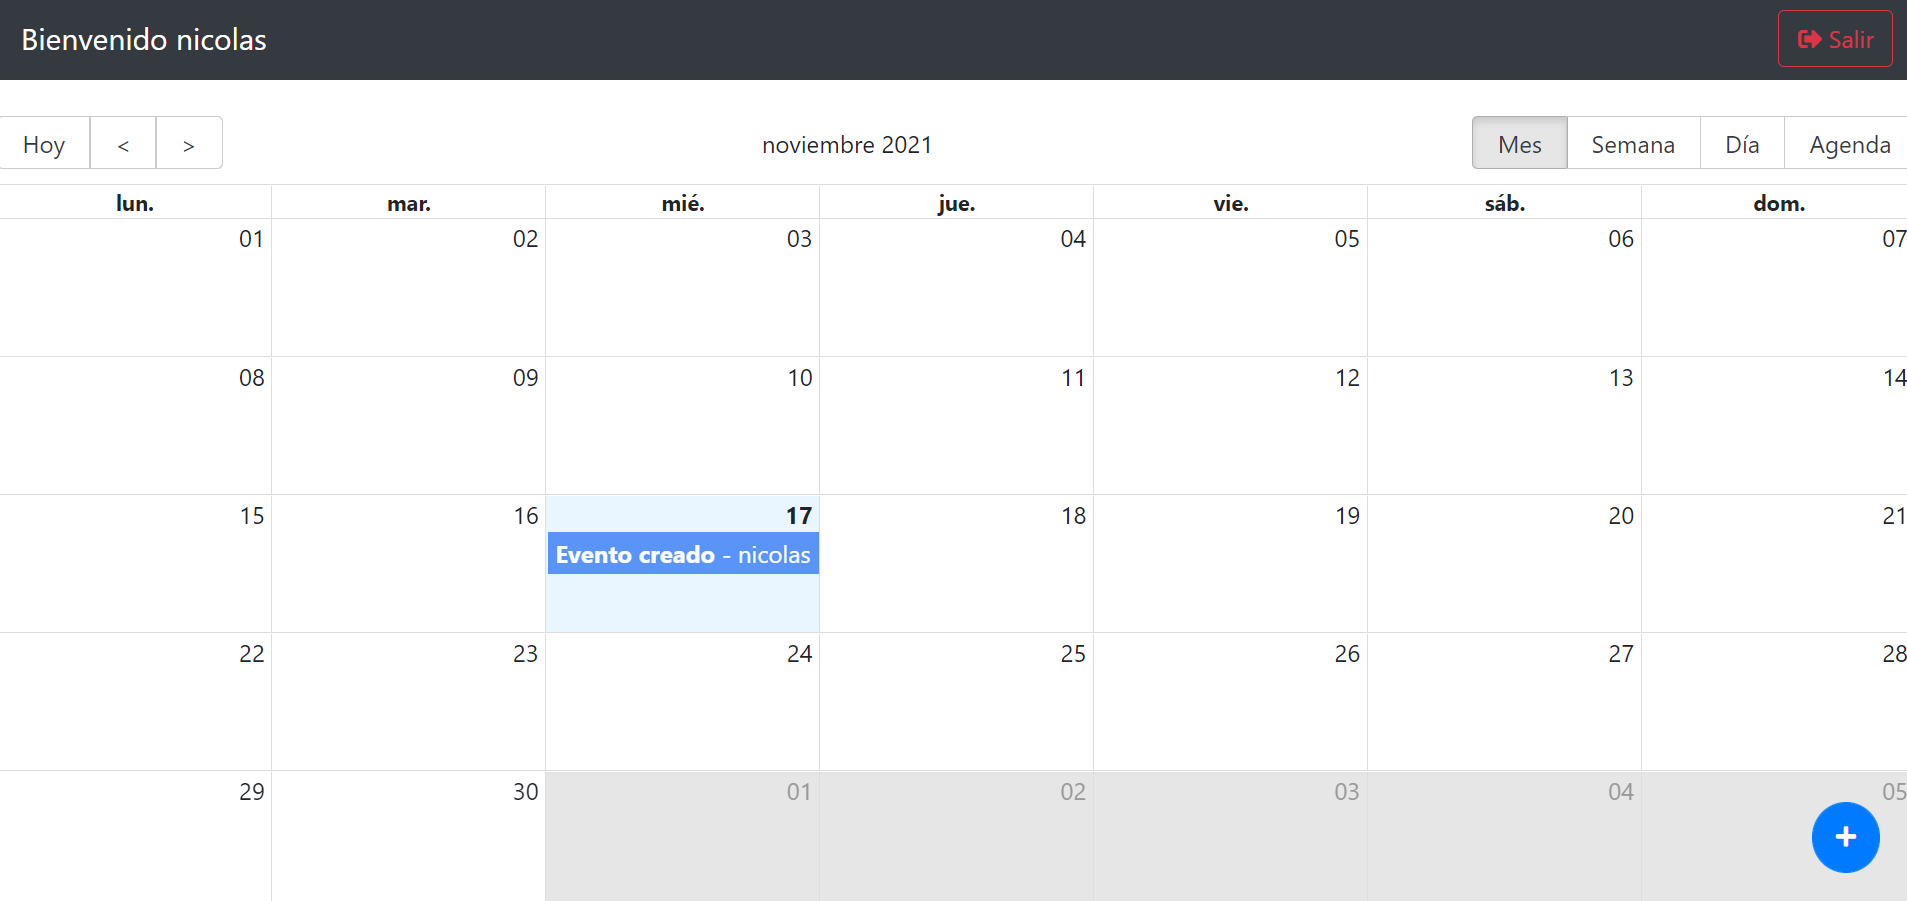 Bienvenido nicolas
Salir
Hoy < >
noviembre 2021
Mes Semana Día Agenda
lun. mar. mié. jue. vie. sáb. dom.
01 02 03 04 05 06 07
08 09 10 11 12 13 14
15 16 17 18 19 20 21
Evento creado - nicolas
22 23 24 25 26 27 28
29 30 01 02 03 04 05
+